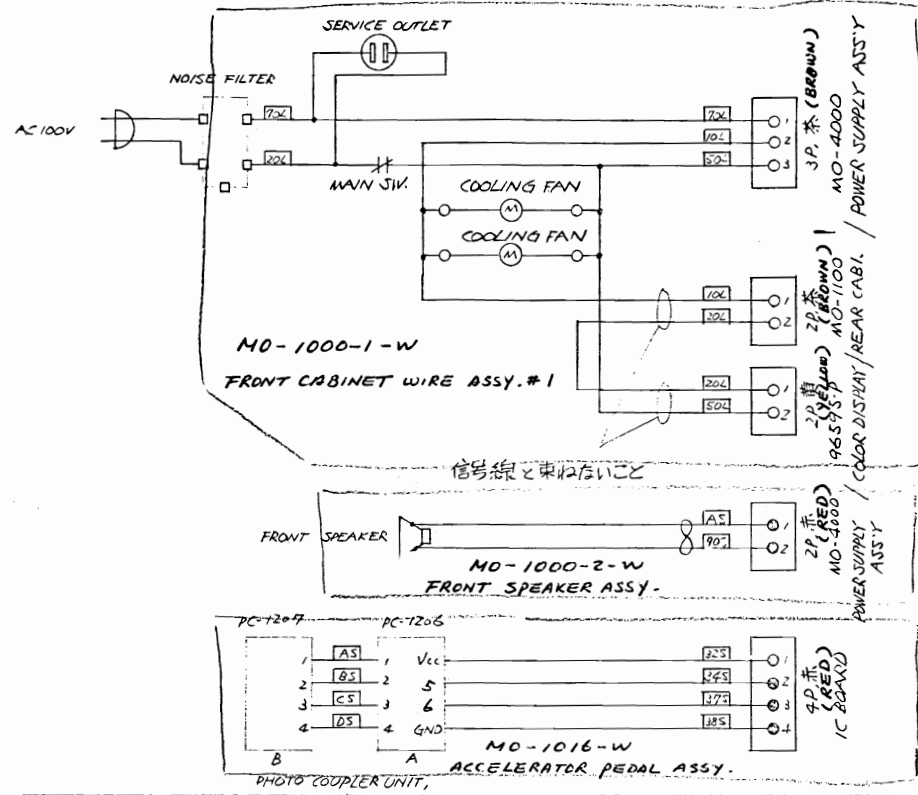 SERVICE OUTLET
NOISE FILTER
AC 100V
70L
20L
MAIN SW.
COOLING FAN
M
COOLING FAN
M
70L
10L
50L
1
2
3
3P. 茶 (BROWN)
MO-4000
/ POWER SUPPLY ASS'Y
10L
20L
1
2
2P. 茶
(BROWN)
MO-1100
20L
50L
1
2
2P 黄
(YELLOW)
96595-P
/ COLOR DISPLAY / REAR CABI.
MO-1000-1-W
FRONT CABINET WIRE ASSY. #1
信号線と束ねないこと
FRONT SPEAKER
AS
90S
1
2
2P. 赤
(RED)
MO-4000
POWER SUPPLY
ASS'Y
MO-1000-2-W
FRONT SPEAKER ASSY.
PC-1207
PC-1206
1 AS 1 Vcc 32S 1
2 BS 2 5 34S 2
3 CS 3 6 37S 3
4 DS 4 GND 38S 4
4P. 赤
(RED)
IC BOARD
B
A
MO-1016-W
ACCELERATOR PEDAL ASSY.
PHOTO COUPLER UNIT,